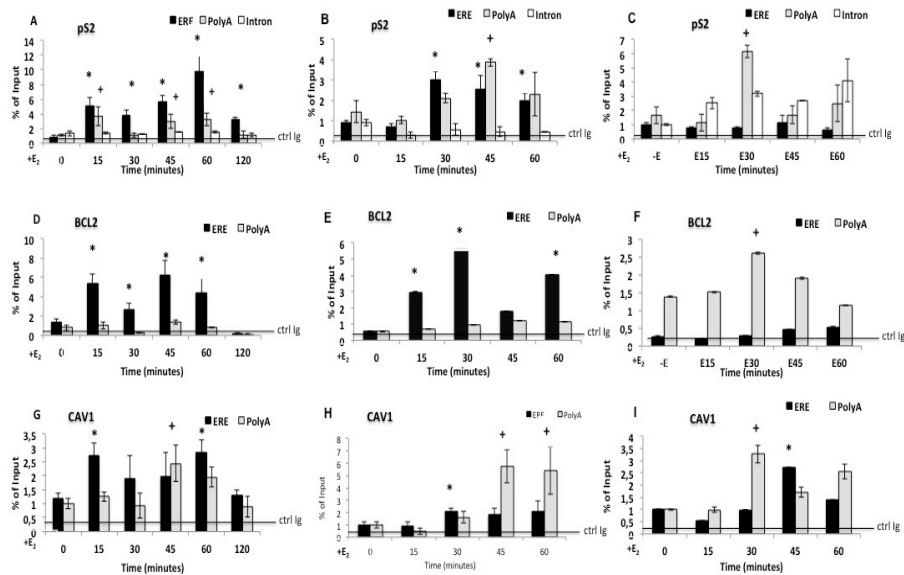 A
pS2
ERE PolyA Intron
% of Input
14
12
10
8
6
4
2
0
* * + * * + * + *
ctrl Ig
+E2 0 15 30 45 60 120
Time (minutes)
B
pS2
ERE PolyA Intron
% of Input
5
4
3
2
1
0
* * + *
ctrl Ig
+E2 0 15 30 45 60
Time (minutes)
C
pS2
ERE PolyA Intron
% of Input
7
6
5
4
3
2
1
0
+
ctrl Ig
+E2 -E E15 E30 E45 E60
Time (minutes)
D
BCL2
ERE PolyA
% of Input
10
8
6
4
2
0
* * * *
ctrl Ig
+E2 0 15 30 45 60 120
Time (minutes)
E
BCL2
ERE PolyA
% of Input
6
5
4
3
2
1
0
* * *
ctrl Ig
+E2 0 15 30 45 60
Time (minutes)
F
BCL2
ERE PolyA
% of Input
3
2,5
2
1,5
1
0,5
0
+
ctrl Ig
+E2 -E E15 E30 E45 E60
Time (minutes)
G
CAV1
ERE PolyA
% of Input
3,5
3
2,5
2
1,5
1
0,5
0
* + *
ctrl Ig
+E2 0 15 30 45 60 120
Time (minutes)
H
CAV1
ERE PolyA
% of Input
8
7
6
5
4
3
2
1
0
* + +
ctrl Ig
+E2 0 15 30 45 60
Time (minutes)
I
CAV1
ERE PolyA
% of Input
4
3,5
3
2,5
2
1,5
1
0,5
0
+ *
ctrl Ig
+E2 0 15 30 45 60
Time (minutes)